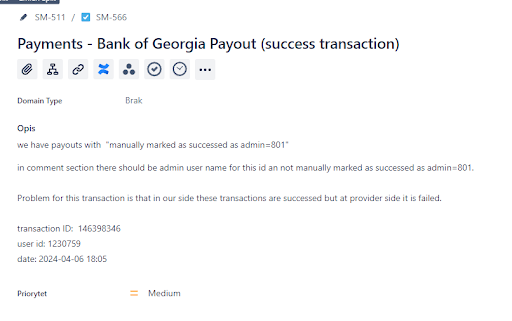 SM-511 / SM-566
Payments - Bank of Georgia Payout (success transaction)
Domain Type Brak
Opis
we have payouts with "manually marked as successed as admin=801"
in comment section there should be admin user name for this id an not manually marked as successed as admin=801.
Problem for this transaction is that in our side these transactions are successed but at provider side it is failed.
transaction ID: 146398346
user id: 1230759
date: 2024-04-06 18:05
Priorytet Medium